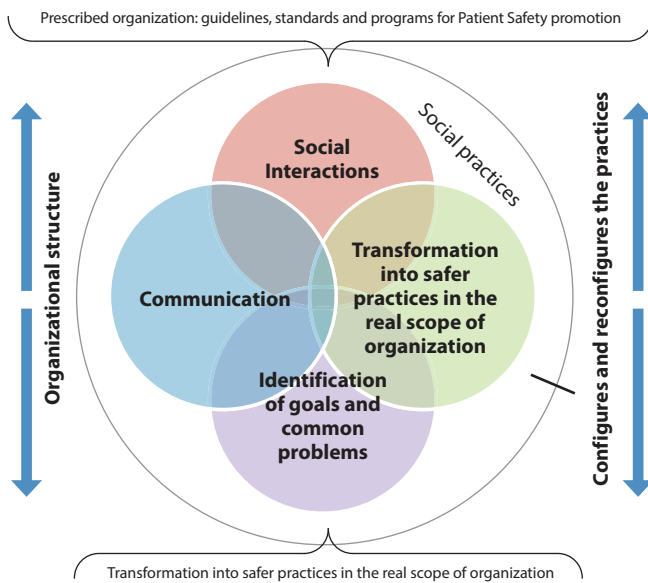 Prescribed organization: guidelines, standards and programs for Patient Safety promotion
Social practices
Social
Interactions
Organizational structure
Communication
Transformation
into safer
practices in the
real scope of
organization
Configures and reconfigures the practices
Identification
of goals and
common
problems
Transformation into safer practices in the real scope of organization